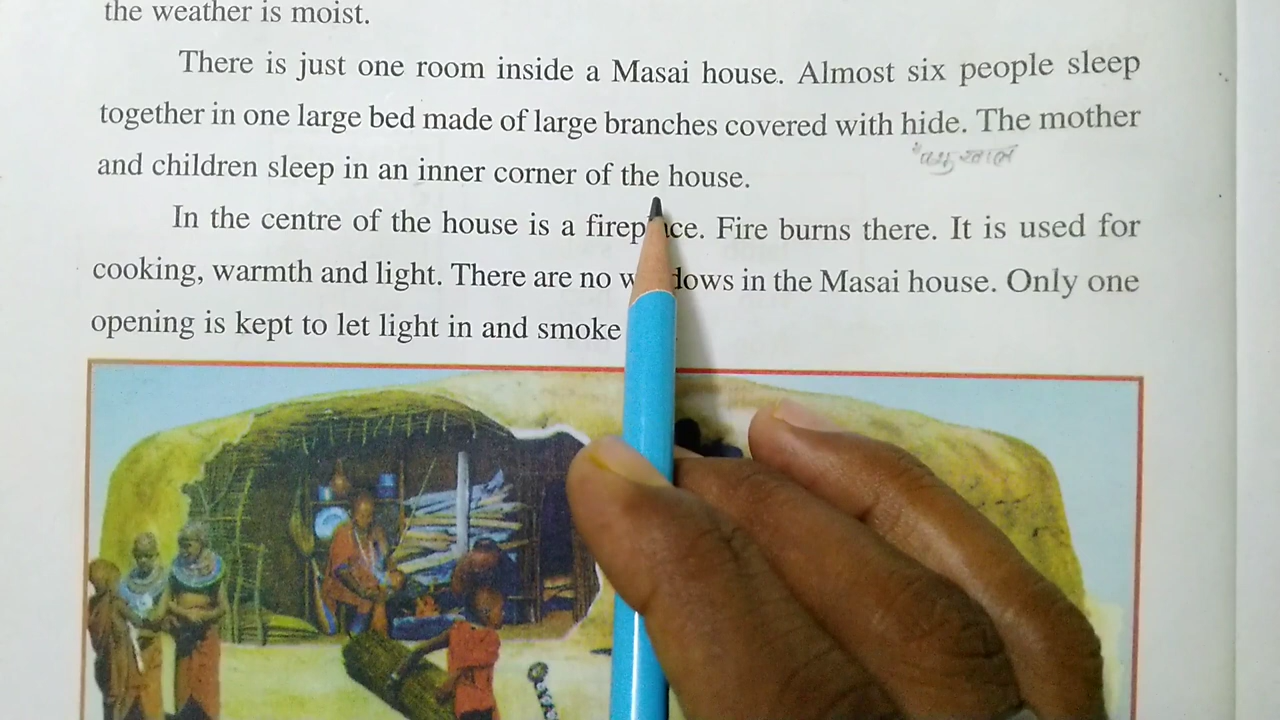 the weather is moist.
There is just one room inside a Masai house. Almost six people sleep
together in one large bed made of large branches covered with hide. The mother
पशु खाल
and children sleep in an inner corner of the house.
In the centre of the house is a fireplace. Fire burns there. It is used for
cooking, warmth and light. There are no windows in the Masai house. Only one
opening is kept to let light in and smoke